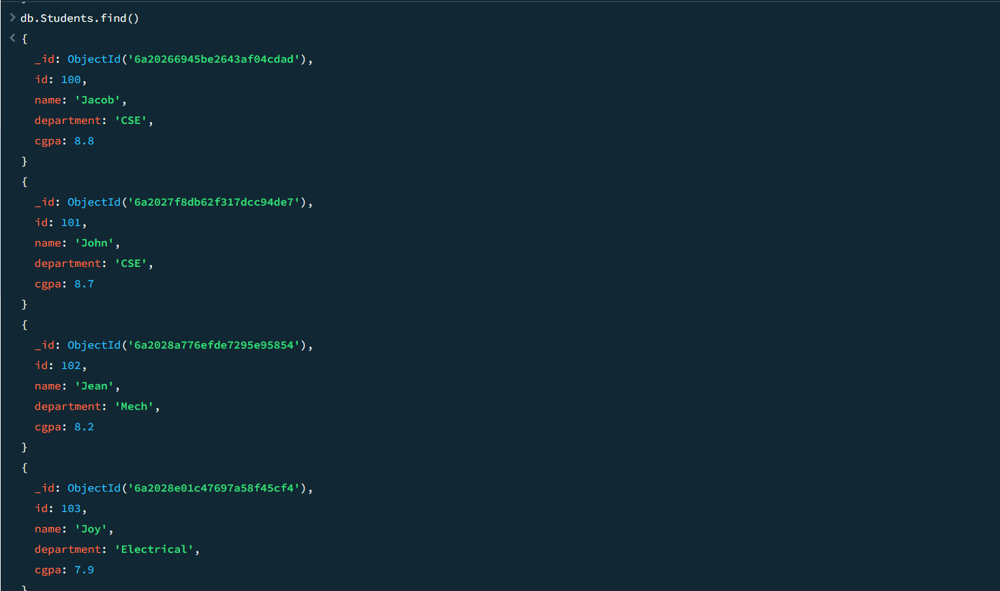 > db.Students.find()
< {
_id: ObjectId('6a20266945be2643af04cdad'),
id: 100,
name: 'Jacob',
department: 'CSE',
cgpa: 8.8
}
{
_id: ObjectId('6a2027f8db62f317dcc94de7'),
id: 101,
name: 'John',
department: 'CSE',
cgpa: 8.7
}
{
_id: ObjectId('6a2028a776efde7295e95854'),
id: 102,
name: 'Jean',
department: 'Mech',
cgpa: 8.2
}
{
_id: ObjectId('6a2028e01c47697a58f45cf4'),
id: 103,
name: 'Joy',
department: 'Electrical',
cgpa: 7.9
}